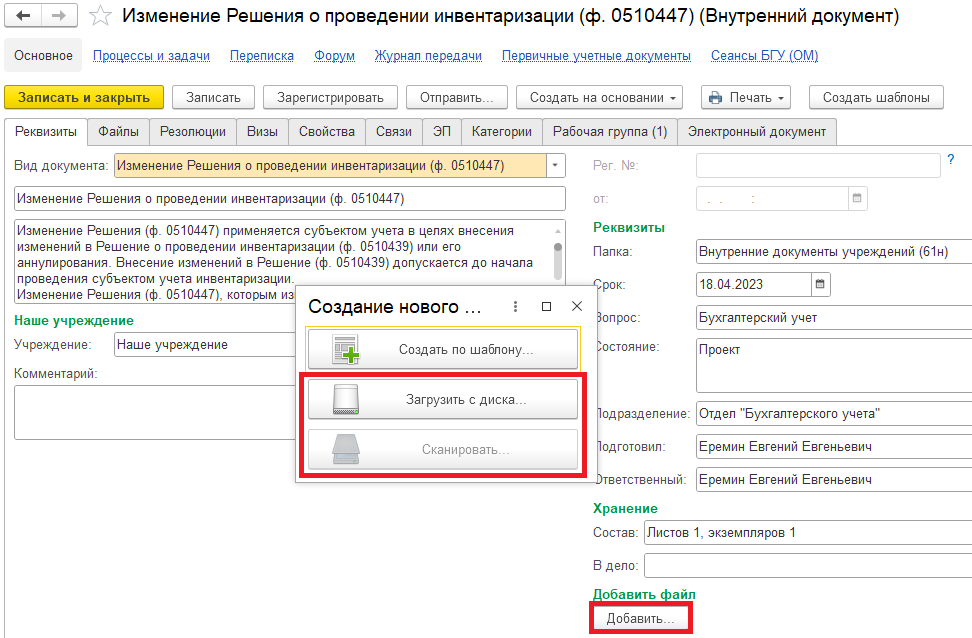 Изменение Решения о проведении инвентаризации (ф. 0510447) (Внутренний документ)
Основное Процессы и задачи Переписка Форум Журнал передачи Первичные учетные документы Сеансы БГУ (ОМ)
Записать и закрыть Записать Зарегистрировать Отправить... Создать на основании Печать Создать шаблоны
Реквизиты Файлы Резолюции Визы Свойства Связи ЭП Категории Рабочая группа (1) Электронный документ
Вид документа: Изменение Решения о проведении инвентаризации (ф. 0510447)
Изменение Решения о проведении инвентаризации (ф. 0510447)
Изменение Решения (ф. 0510447) применяется субъектом учета в целях внесения
изменений в Решение о проведении инвентаризации (ф. 0510439) или его
аннулирования. Внесение изменений в Решение (ф. 0510439) допускается до начала
проведения субъектом учета инвентаризации.
Изменение Решения (ф. 0510447), которым из
Наше учреждение
Учреждение: Наше учреждение
Комментарий:
Создание нового ...
Создать по шаблону...
Загрузить с диска...
Сканировать...
Рег. №: ?
от: . . :
Реквизиты
Папка: Внутренние документы учреждений (61н)
Срок: 18.04.2023
Вопрос: Бухгалтерский учет
Состояние: Проект
Подразделение: Отдел "Бухгалтерского учета"
Подготовил: Еремин Евгений Евгеньевич
Ответственный: Еремин Евгений Евгеньевич
Хранение
Состав: Листов 1, экземпляров 1
В дело:
Добавить файл
Добавить...